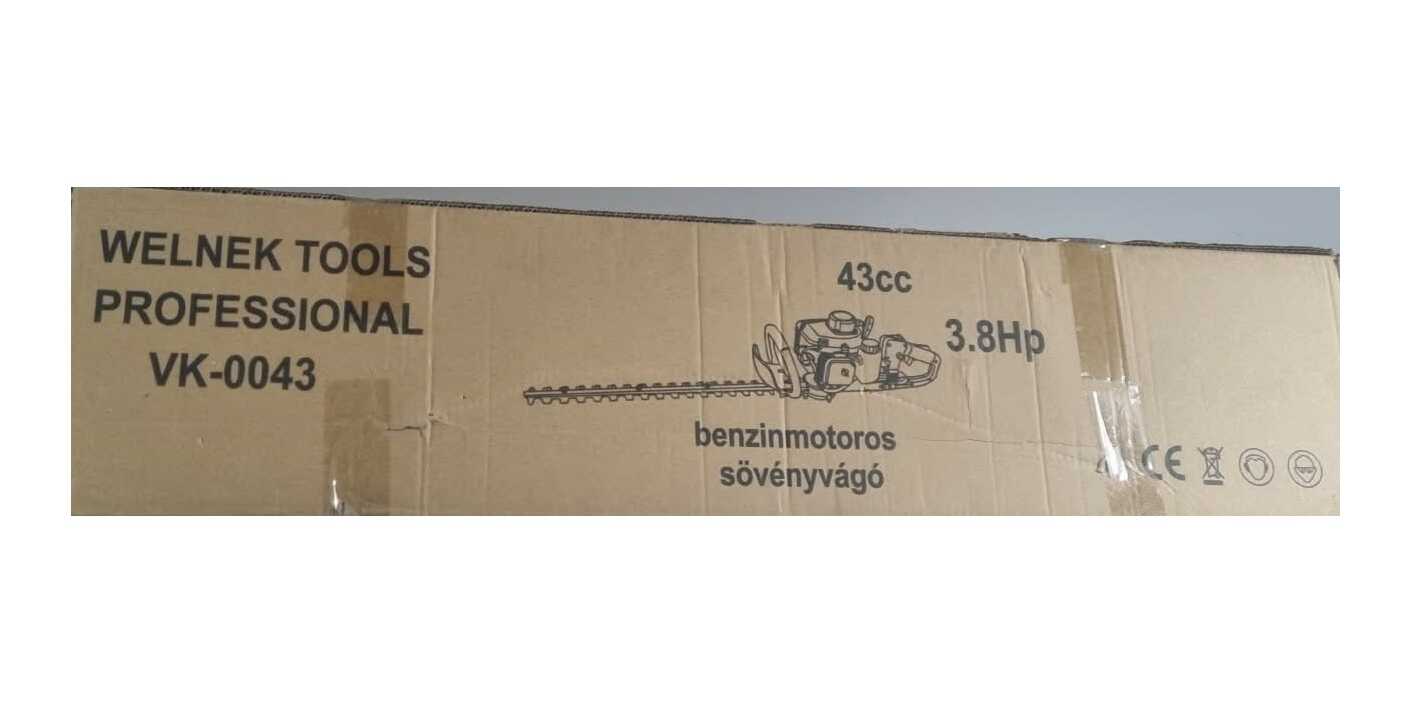 WELNEK TOOLS
PROFESSIONAL
VK-0043
43cc
3.8Hp
benzinmotoros
sövényvágó
CE